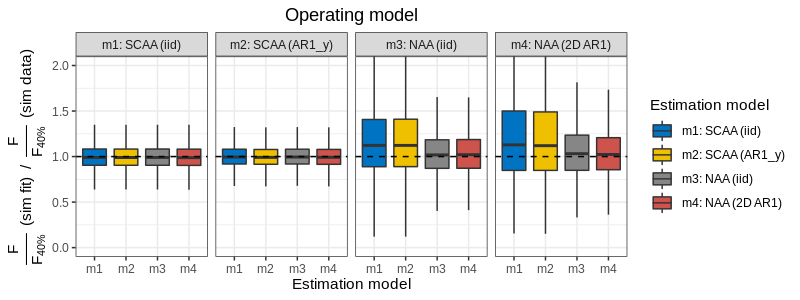 Operating model
m1: SCAA (iid)
m2: SCAA (AR1_y)
m3: NAA (iid)
m4: NAA (2D AR1)
F / F40% (sim fit) / F / F40% (sim data)
2.0
1.5
1.0
0.5
0.0
m1 m2 m3 m4
m1 m2 m3 m4
m1 m2 m3 m4
m1 m2 m3 m4
Estimation model
Estimation model
m1: SCAA (iid)
m2: SCAA (AR1_y)
m3: NAA (iid)
m4: NAA (2D AR1)